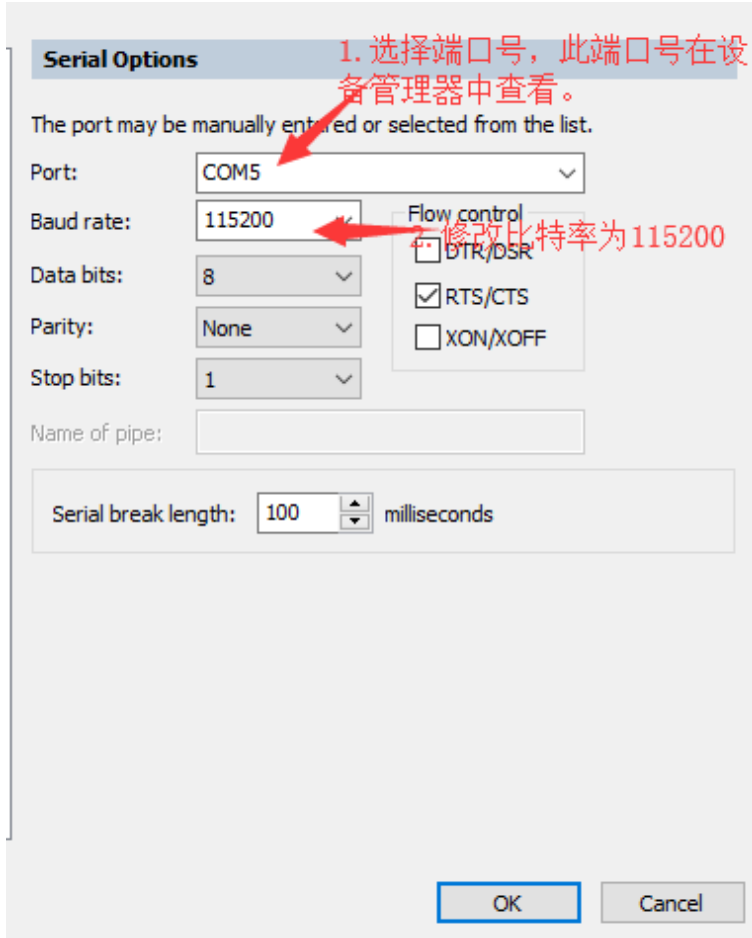 Serial Options
1.选择端口号，此端口号在设
备管理器中查看。
The port may be manually entered or selected from the list.
Port: COM5
Baud rate: 115200
Flow control
2.修改比特率为115200
DTR/DSR
Data bits: 8
RTS/CTS
Parity: None
XON/XOFF
Stop bits: 1
Name of pipe:
Serial break length: 100 milliseconds
OK Cancel